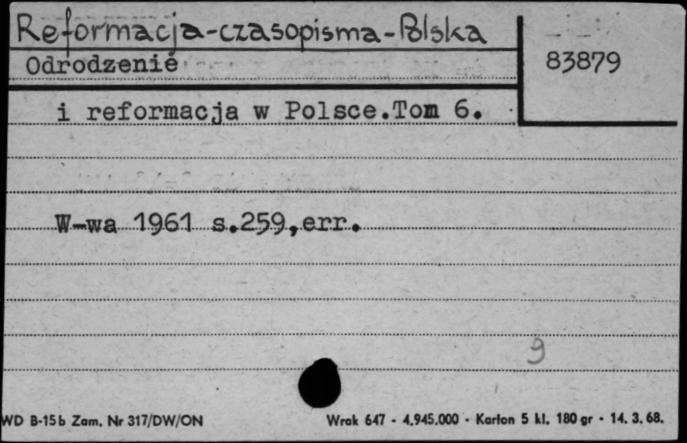 Reformacja-czasopisma-Polska
Odrodzenie
83879
i reformacja w Polsce.Tom 6.
W-wa 1961 s.259,err.
9
WD B-15b Zam. Nr 317/DW/ON
Wrak 647 - 4.945.000 - Karton 5 kl. 180 gr - 14. 3. 68.